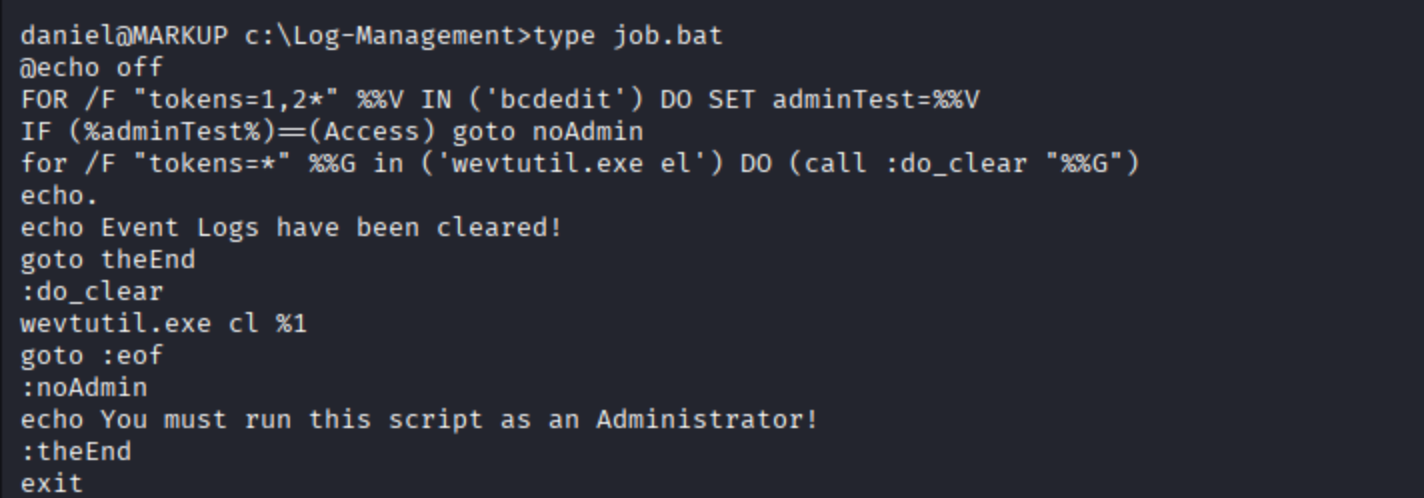 daniel@MARKUP c:\Log-Management>type job.bat
@echo off
FOR /F "tokens=1,2*" %%V IN ('bcdedit') DO SET adminTest=%%V
IF (%adminTest%)==(Access) goto noAdmin
for /F "tokens=*" %%G in ('wevtutil.exe el') DO (call :do_clear "%%G")
echo.
echo Event Logs have been cleared!
goto theEnd
:do_clear
wevtutil.exe cl %1
goto :eof
:noAdmin
echo You must run this script as an Administrator!
:theEnd
exit